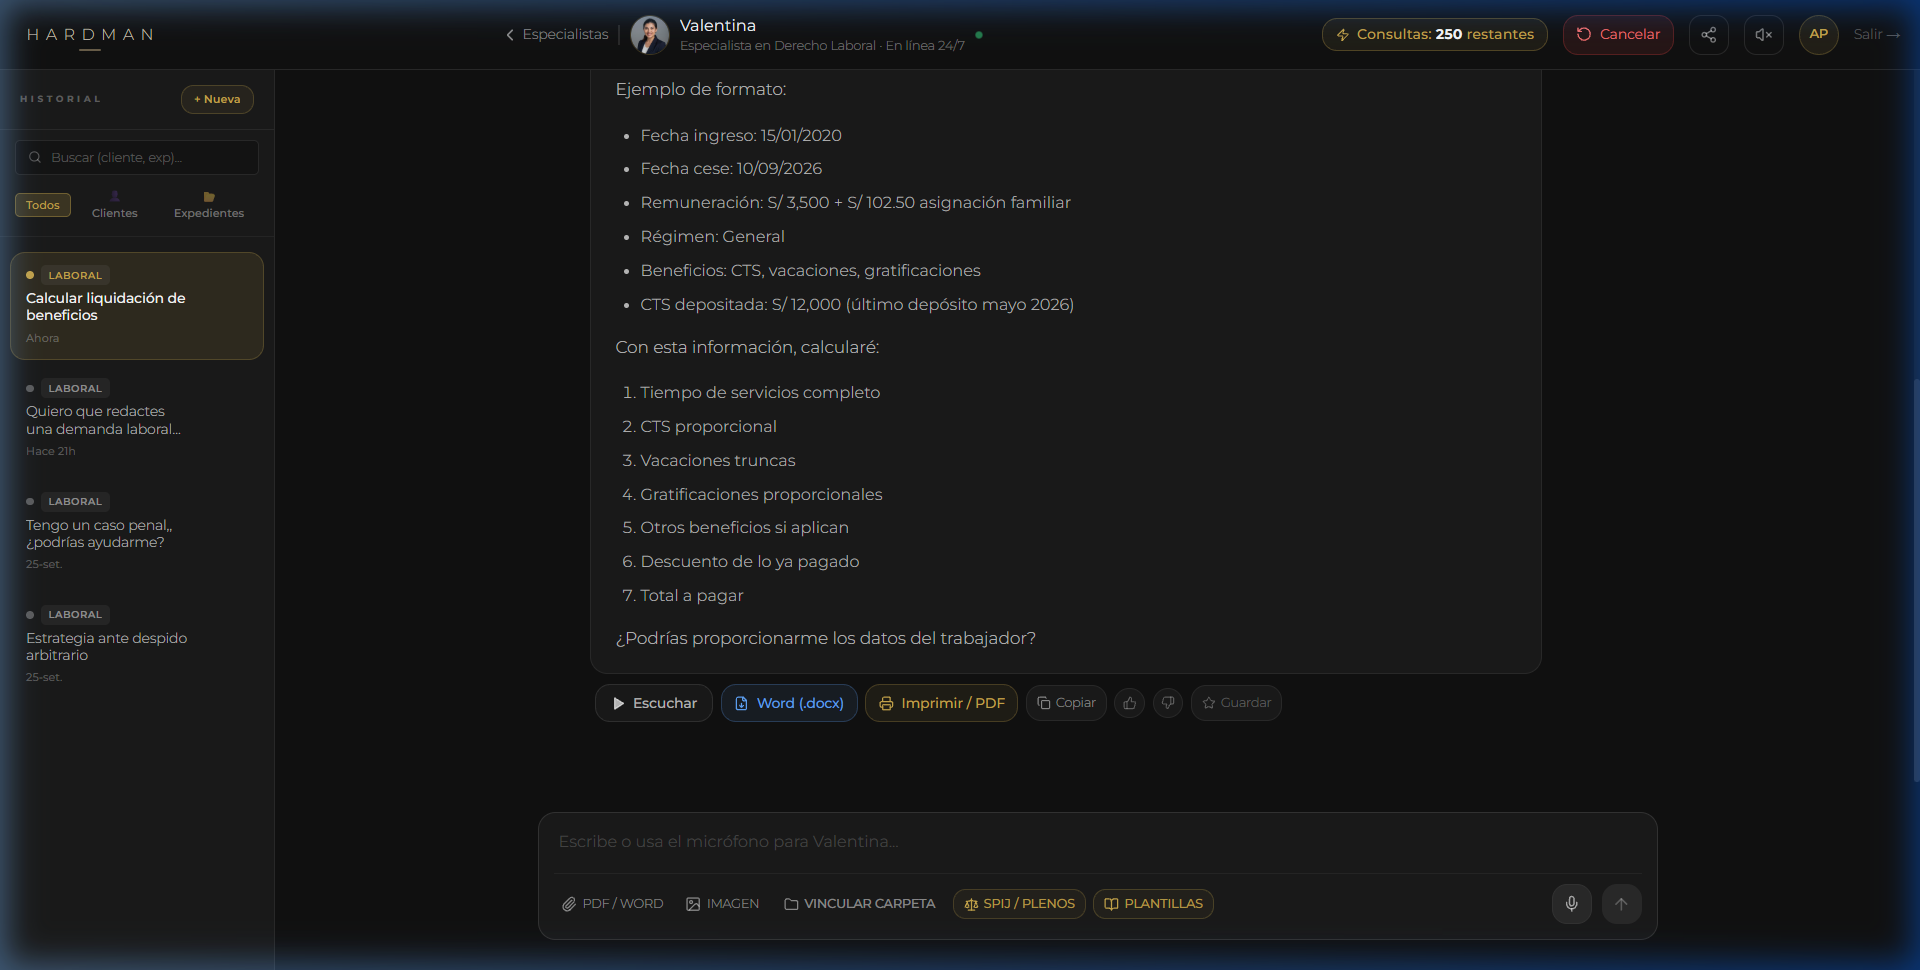 HARDMAN
Especialistas
Valentina
Especialista en Derecho Laboral · En línea 24/7
Consultas: 250 restantes
Cancelar
AP
Salir→
HISTORIAL
+ Nueva
Buscar (cliente, exp)...
Todos
Clientes
Expedientes
LABORAL
Calcular liquidación de
beneficios
Ahora
LABORAL
Quiero que redactes
una demanda laboral...
Hace 21h
LABORAL
Tengo un caso penal,,
¿podrías ayudarme?
25-set.
LABORAL
Estrategia ante despido
arbitrario
25-set.
Ejemplo de formato:
• Fecha ingreso: 15/01/2020
• Fecha cese: 10/09/2026
• Remuneración: S/ 3,500 + S/ 102.50 asignación familiar
• Régimen: General
• Beneficios: CTS, vacaciones, gratificaciones
• CTS depositada: S/ 12,000 (último depósito mayo 2026)
Con esta información, calcularé:
1. Tiempo de servicios completo
2. CTS proporcional
3. Vacaciones truncas
4. Gratificaciones proporcionales
5. Otros beneficios si aplican
6. Descuento de lo ya pagado
7. Total a pagar
¿Podrías proporcionarme los datos del trabajador?
Escuchar
Word (.docx)
Imprimir / PDF
Copiar
Guardar
Escribe o usa el micrófono para Valentina...
PDF / WORD
IMAGEN
VINCULAR CARPETA
SPIJ / PLENOS
PLANTILLAS